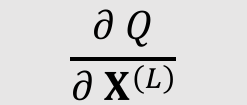 ∂ Q
∂ X^(L)